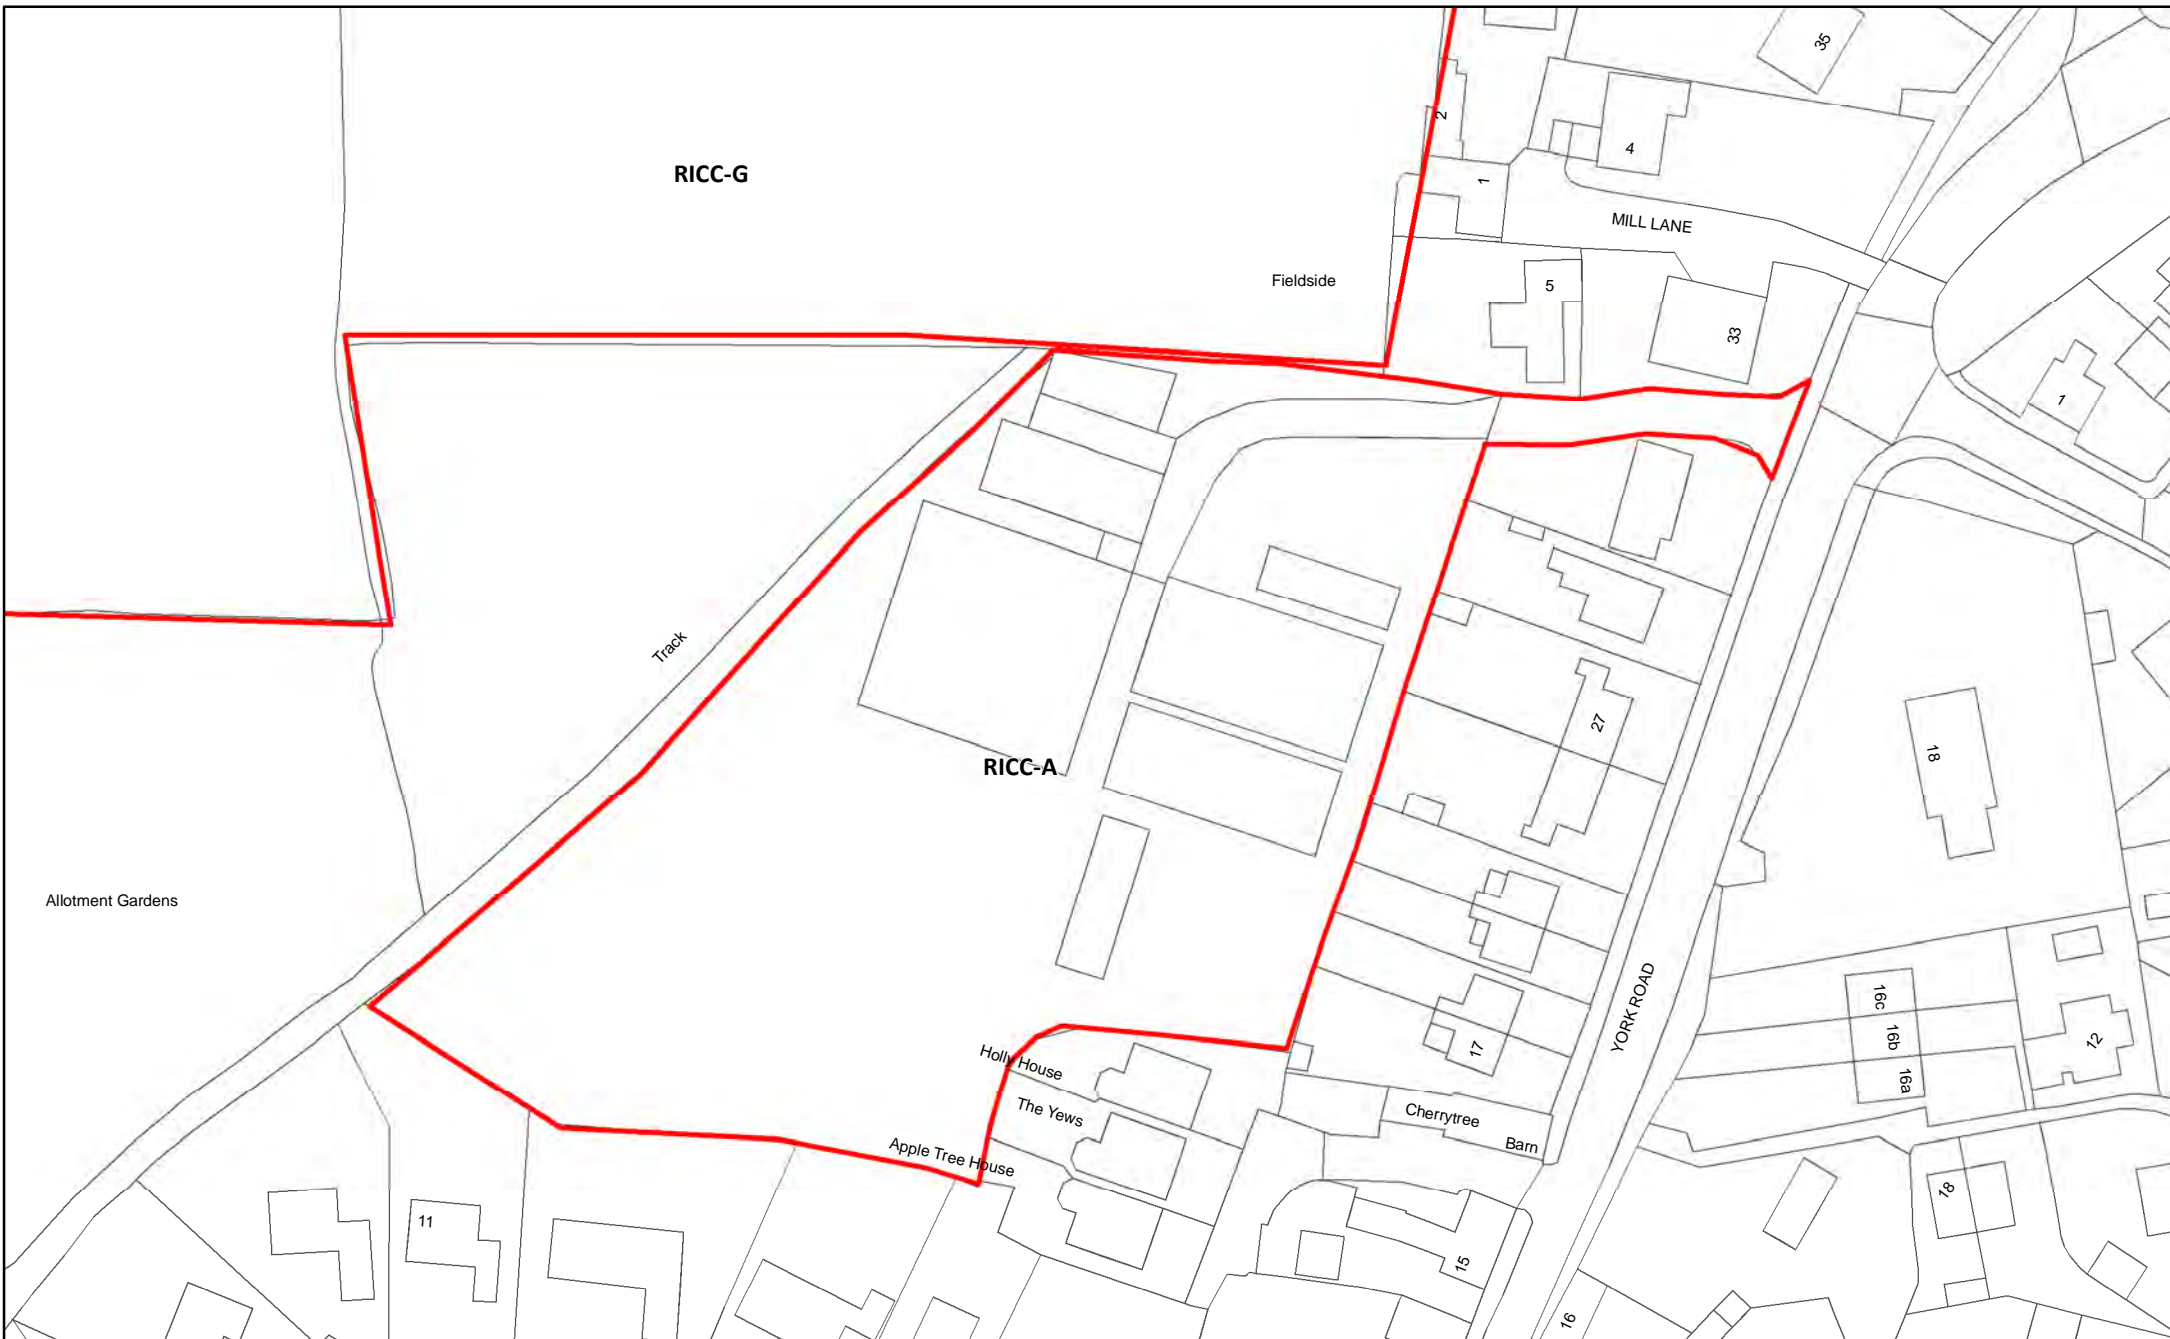 35
2
4
RICC-G
1
MILL LANE
Fieldside
5
33
1
Track
27
18
RICC-A
Allotment Gardens
YORK ROAD
16c
16b
16a
12
17
Holly House
The Yews
Cherrytree
Barn
Apple Tree House
18
11
15
16